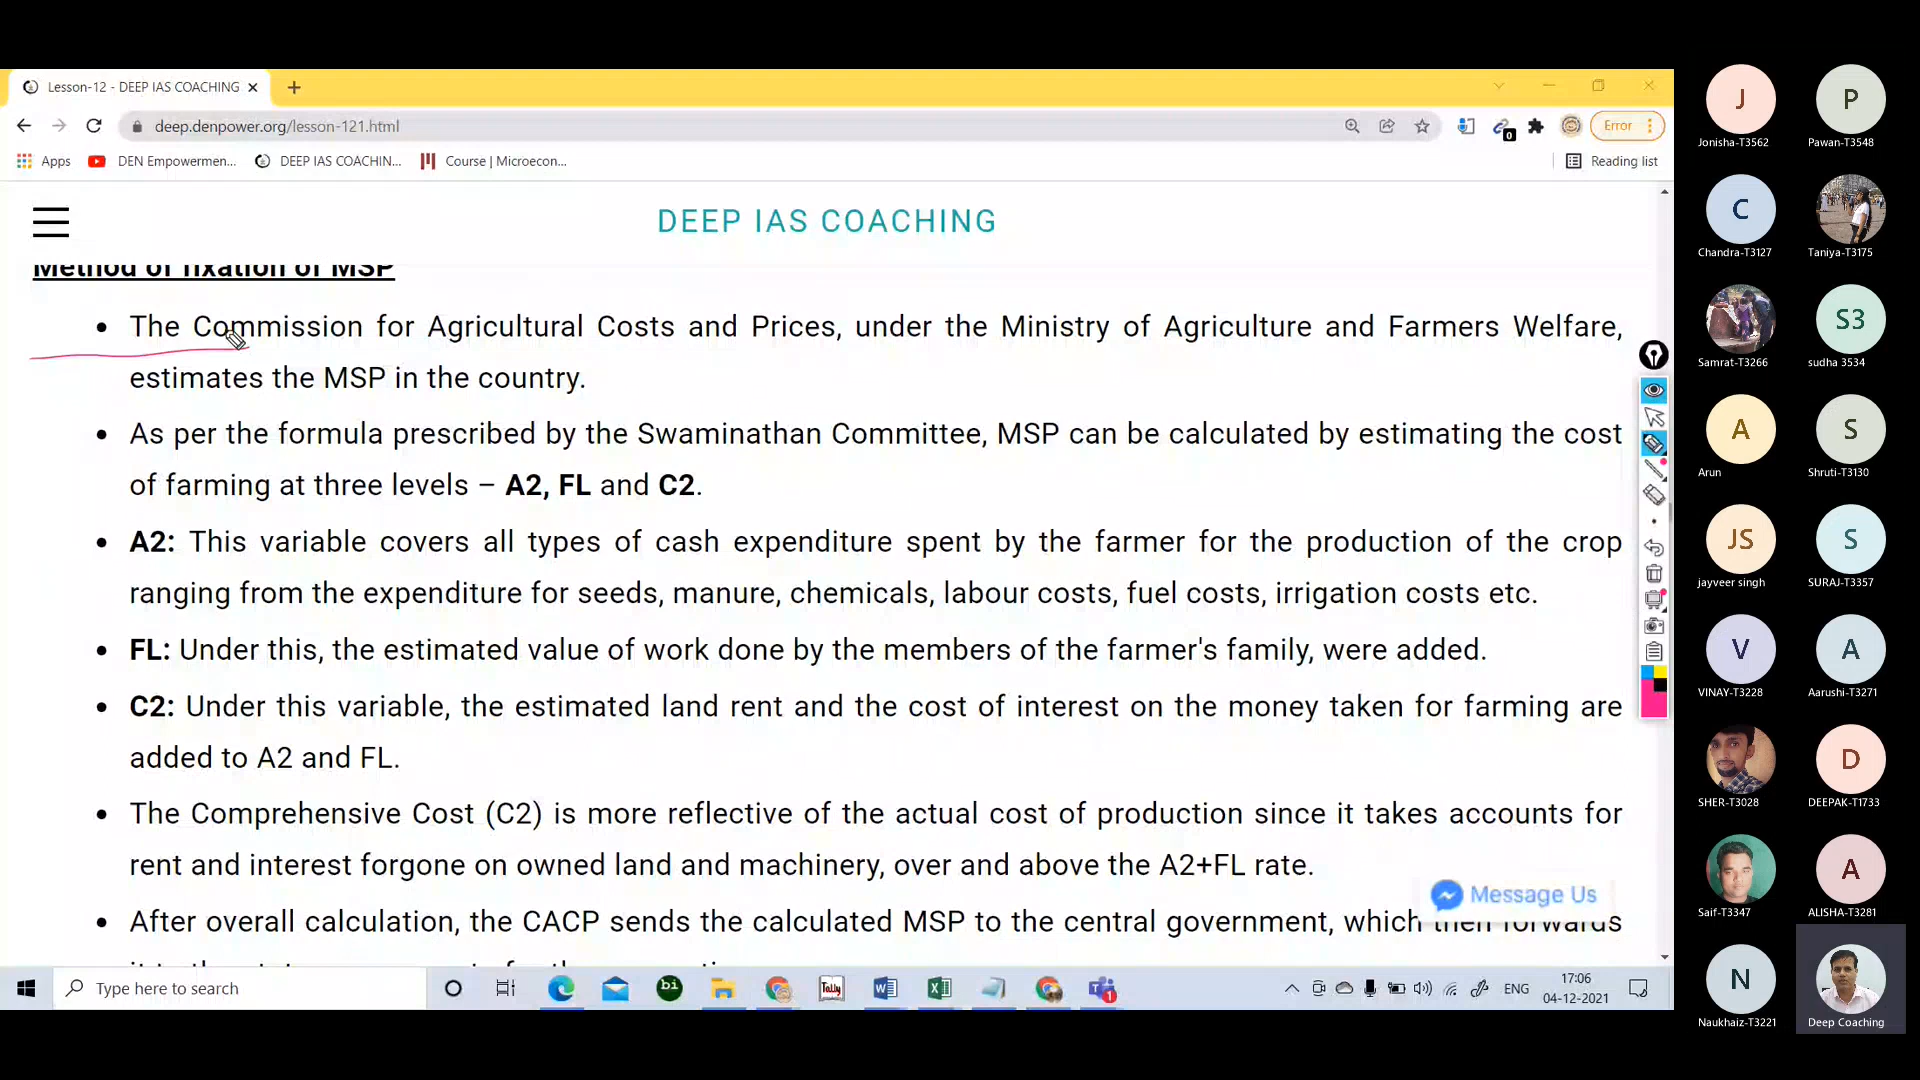 Lesson-12 - DEEP IAS COACHING
deep.denpower.org/lesson-121.html
0
Error
Apps
DEN Empowermen...
DEEP IAS COACHIN...
Course | Microecon...
Reading list
DEEP IAS COACHING
Method of fixation of MSP
• The Commission for Agricultural Costs and Prices, under the Ministry of Agriculture and Farmers Welfare,
estimates the MSP in the country.
• As per the formula prescribed by the Swaminathan Committee, MSP can be calculated by estimating the cost
of farming at three levels – A2, FL and C2.
• A2: This variable covers all types of cash expenditure spent by the farmer for the production of the crop
ranging from the expenditure for seeds, manure, chemicals, labour costs, fuel costs, irrigation costs etc.
• FL: Under this, the estimated value of work done by the members of the farmer's family, were added.
• C2: Under this variable, the estimated land rent and the cost of interest on the money taken for farming are
added to A2 and FL.
• The Comprehensive Cost (C2) is more reflective of the actual cost of production since it takes accounts for
rent and interest forgone on owned land and machinery, over and above the A2+FL rate.
Message Us
• After overall calculation, the CACP sends the calculated MSP to the central government, which then forwards
Type here to search
bi
Tally
1
ENG
17:06
04-12-2021
J
Jonisha-T3562
P
Pawan-T3548
C
Chandra-T3127
Taniya-T3175
Samrat-T3266
S3
sudha 3534
A
Arun
S
Shruti-T3130
JS
jayveer singh
S
SURAJ-T3357
V
VINAY-T3228
A
Aarushi-T3271
SHER-T3028
D
DEEPAK-T1733
Saif-T3347
A
ALISHA-T3281
N
Naukhaiz-T3221
Deep Coaching